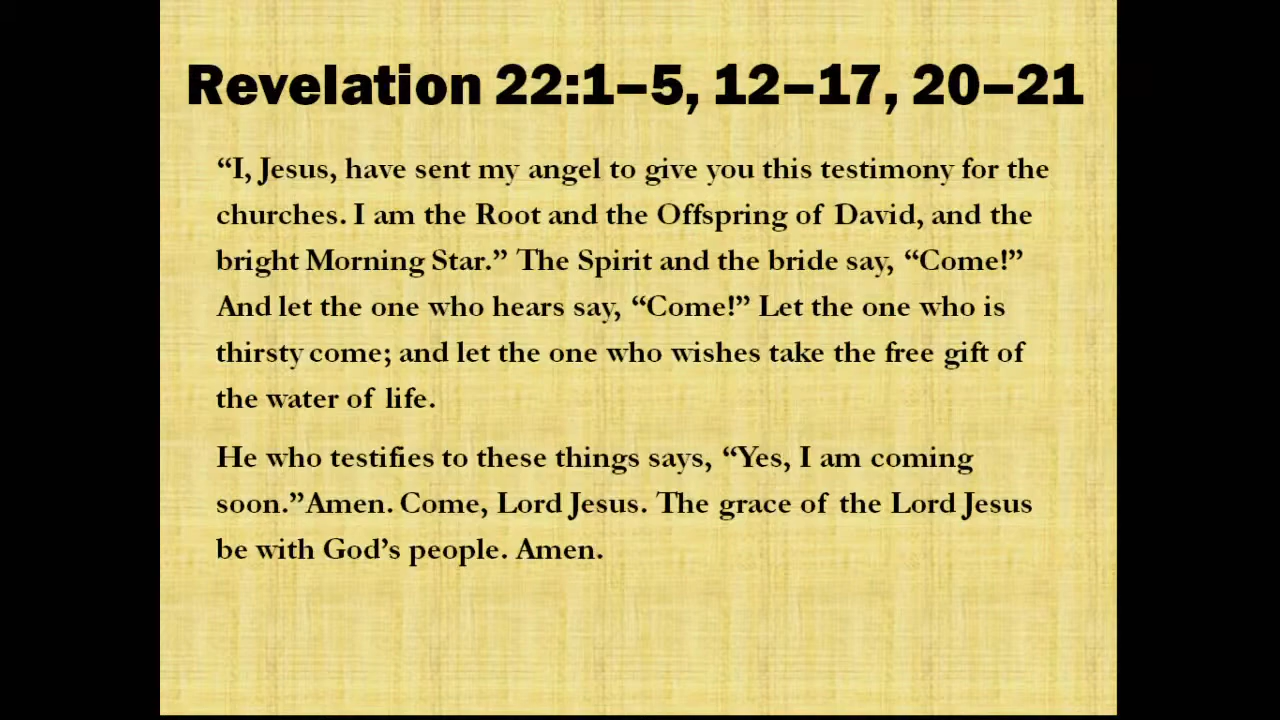 Revelation 22:1–5, 12–17, 20–21
“I, Jesus, have sent my angel to give you this testimony for the
churches. I am the Root and the Offspring of David, and the
bright Morning Star.” The Spirit and the bride say, “Come!”
And let the one who hears say, “Come!” Let the one who is
thirsty come; and let the one who wishes take the free gift of
the water of life.
He who testifies to these things says, “Yes, I am coming
soon.”Amen. Come, Lord Jesus. The grace of the Lord Jesus
be with God’s people. Amen.